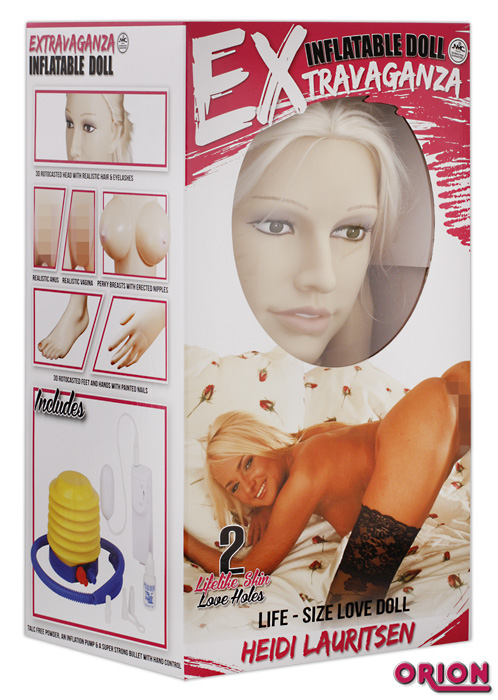 EXTRAVAGANZA
INFLATABLE DOLL
3D ROTOCASTED HEAD WITH REALISTIC HAIR & EYELASHES
REALISTIC ANUS
REALISTIC VAGINA
PERKY BREASTS WITH ERECTED NIPPLES
3D ROTOCASTED FEET AND HANDS WITH PAINTED NAILS
Includes
TALC FREE POWDER, AN INFLATION PUMP & A SUPER STRONG BULLET WITH HAND CONTROL
INFLATABLE DOLL
EXTRAVAGANZA
2
Lifelike Skin
Love Holes
LIFE - SIZE LOVE DOLL
HEIDI LAURITSEN
ORION